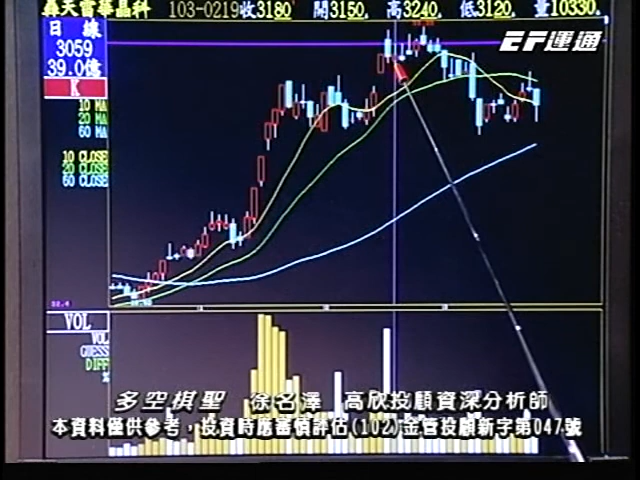 轟天雷華晶科 103-0219收3180 開3150. 高3240. 低3120. 量10330.
日 線
3059
39.0億
K
EF運通
10 MA
20 MA
60 MA
10 CLOSE
20 CLOSE
60 CLOSE
VOL
VOL
GUESS
DIFF
%
多空棋聖 徐名澤 高欣投顧資深分析師
本資料僅供參考，投資時應審慎評估(102)金管投顧新字第047號